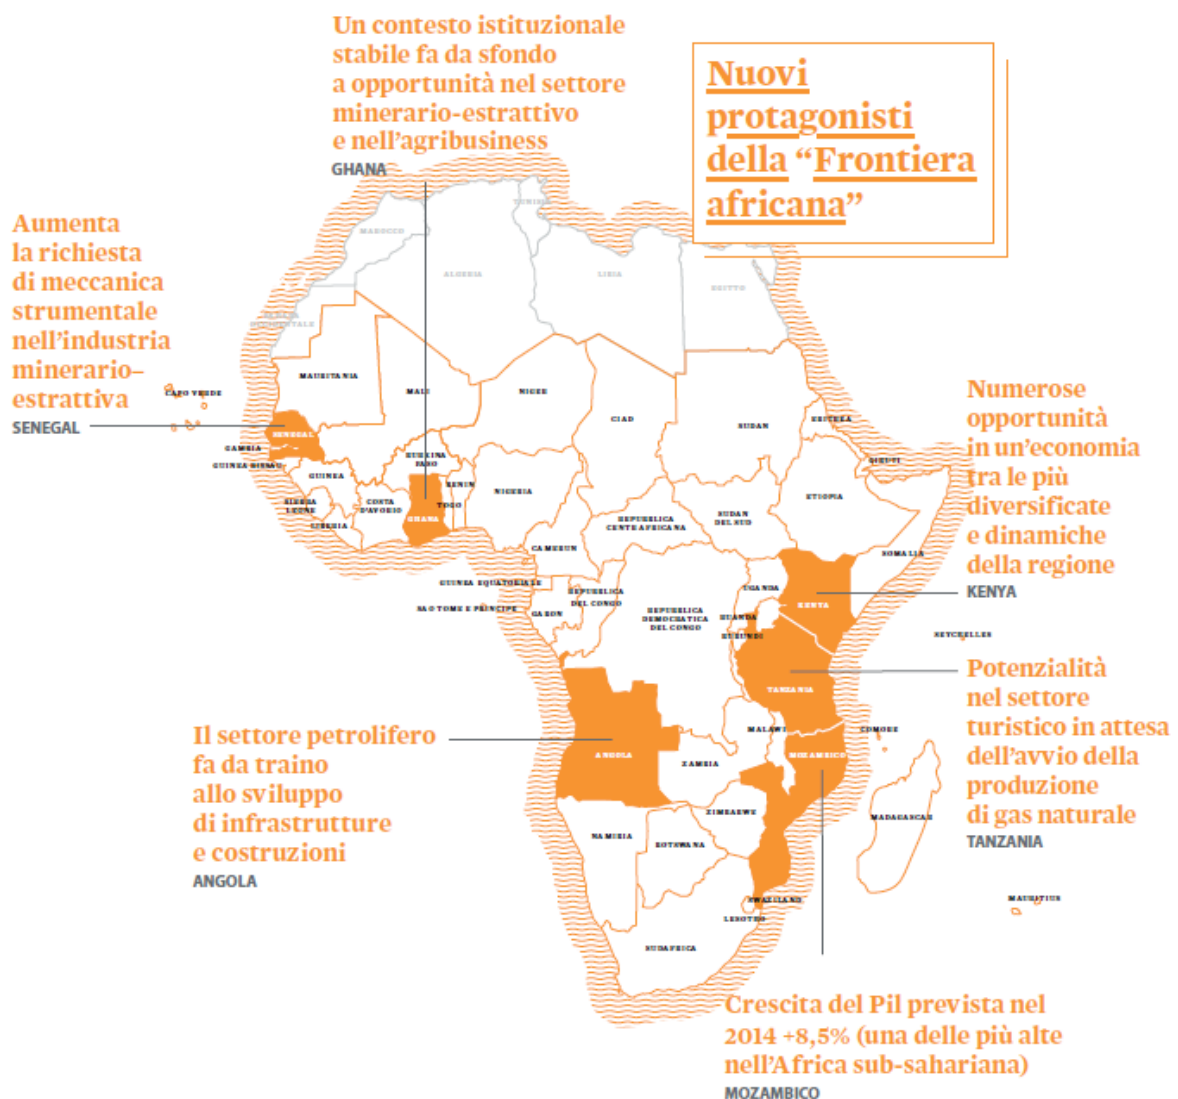 Un contesto istituzionale
stabile fa da sfondo
a opportunità nel settore
minerario-estrattivo
e nell'agribusiness
GHANA
Nuovi
protagonisti
della “Frontiera
africana”
Aumenta
la richiesta
di meccanica
strumentale
nell'industria
minerario–
estrattiva
SENEGAL
Numerose
opportunità
in un'economia
tra le più
diversificate
e dinamiche
della regione
KENYA
Potenzialità
nel settore
turistico in attesa
dell'avvio della
produzione
di gas naturale
TANZANIA
Il settore petrolifero
fa da traino
allo sviluppo
di infrastrutture
e costruzioni
ANGOLA
Crescita del Pil prevista nel
2014 +8,5% (una delle più alte
nell'Africa sub-sahariana)
MOZAMBICO
TUNISIA
MAROCCO
ALGERIA
LIBIA
EGITTO
OCCIDENTALE
MAURITANIA
MALI
NIGER
CIAD
SUDAN
ERITREA
CAPO VERDE
SENEGAL
GAMBIA
GUINEA BISSAU
GUINEA
SIERRA
LEONE
LIBERIA
COSTA
D'AVORIO
BURKINA
FASO
GHANA
TOGO
BENIN
NIGERIA
CAMERUN
REPUBBLICA
CENTRAFRICANA
SUDAN
DEL SUD
ETIOPIA
GIBUTI
SOMALIA
GUINEA EQUATORIALE
SAO TOME E PRINCIPE
GABON
REPUBBLICA
DEL CONGO
REPUBBLICA
DEMOCRATICA
DEL CONGO
UGANDA
KENYA
RUANDA
BURUNDI
SEYCHELLES
TANZANIA
ANGOLA
ZAMBIA
MALAWI
MOZAMBICO
COMORE
ZIMBABWE
NAMIBIA
BOTSWANA
MADAGASCAR
MAURITIUS
SWAZILAND
LESOTHO
SUDAFRICA